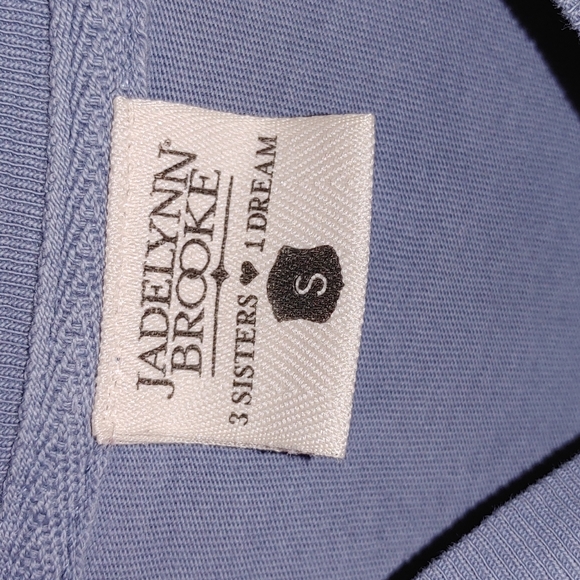 JADELYNN®
BROOKE
3 SISTERS ♥ 1 DREAM
S